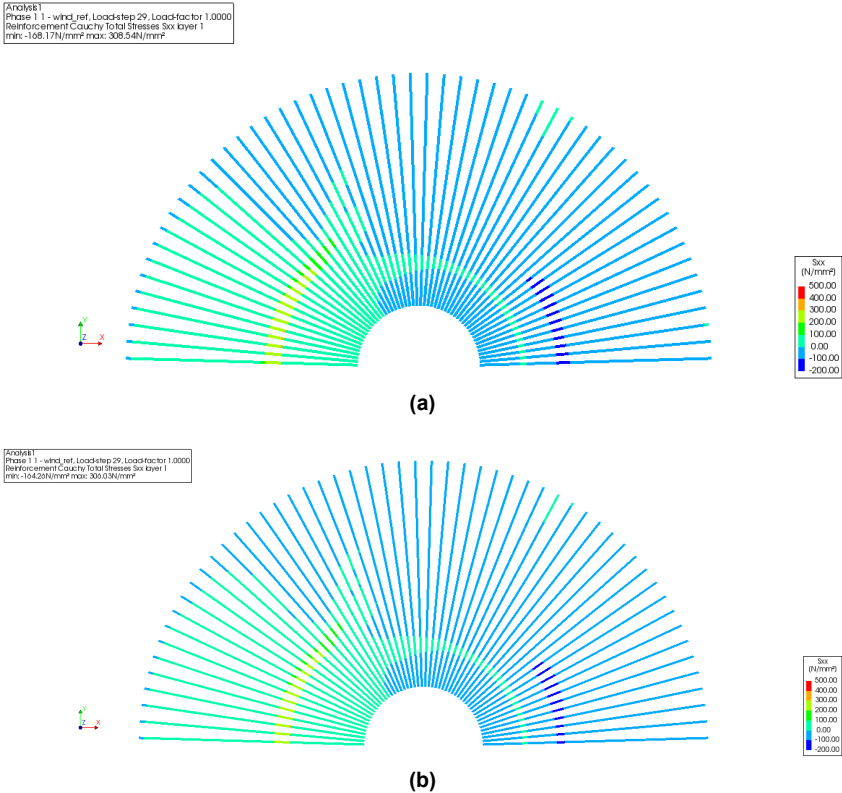 Analysis1
Phase 1 1 - wind_ref, Load-step 29, Load-factor 1.0000
Reinforcement Cauchy Total Stresses Sxx layer 1
min: -168.17N/mm² max: 308.54N/mm²
Sxx
(N/mm²)
500.00
400.00
300.00
200.00
100.00
0.00
-100.00
-200.00
Y
Z X
(a)
Analysis1
Phase 1 1 - wind_ref, Load-step 29, Load-factor 1.0000
Reinforcement Cauchy Total Stresses Sxx layer 1
min: -164.26N/mm² max: 306.03N/mm²
Sxx
(N/mm²)
500.00
400.00
300.00
200.00
100.00
0.00
-100.00
-200.00
Y
Z X
(b)